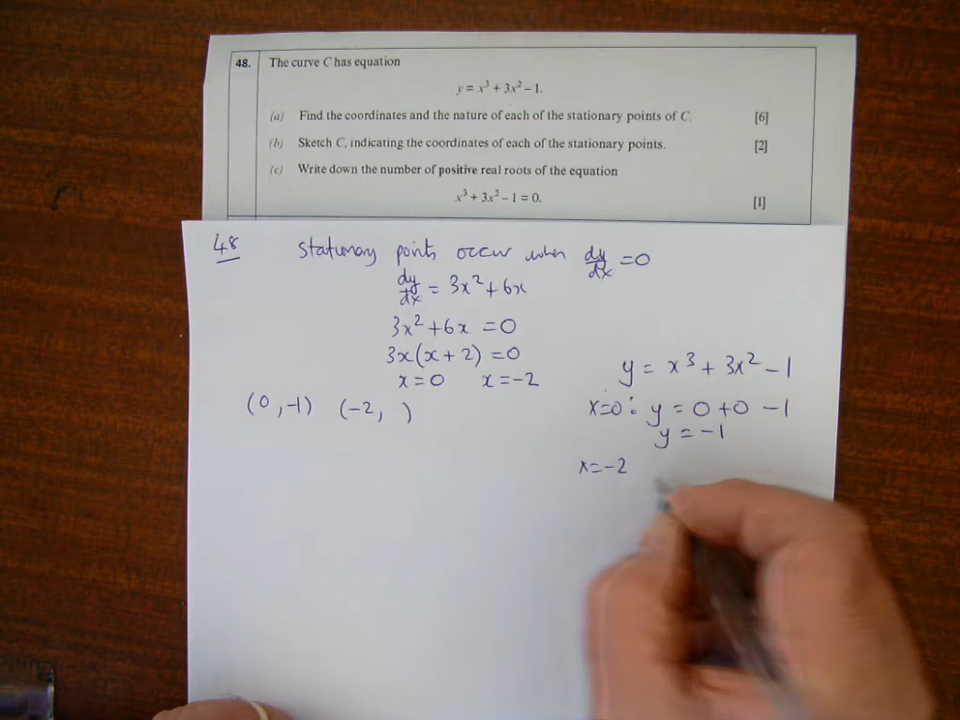 48. The curve C has equation
y = x³ + 3x² – 1.
(a) Find the coordinates and the nature of each of the stationary points of C. [6]
(b) Sketch C, indicating the coordinates of each of the stationary points. [2]
(c) Write down the number of positive real roots of the equation
x³ + 3x² – 1 = 0. [1]
48 Stationary points occur when dy/dx = 0
dy/dx = 3x² + 6x
3x² + 6x = 0
3x(x + 2) = 0
x = 0 x = -2
(0, -1) (-2, )
y = x³ + 3x² - 1
x=0: y = 0 + 0 - 1
y = -1
x = -2